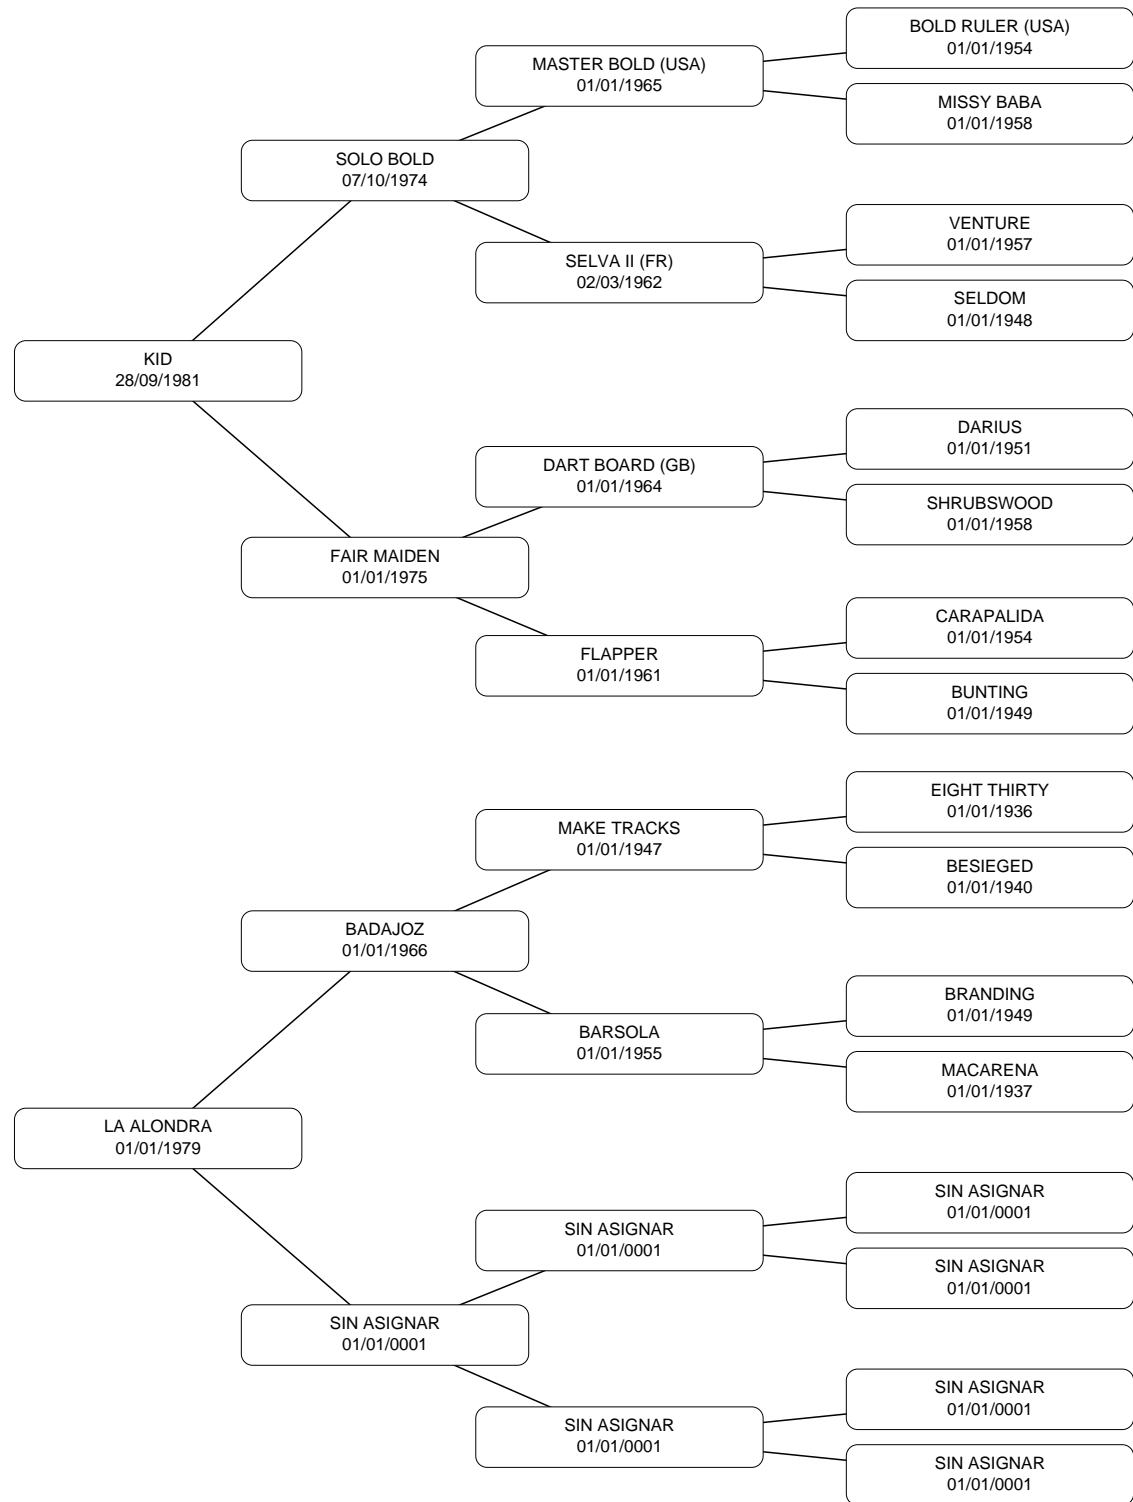 BOLD RULER (USA)
01/01/1954
MASTER BOLD (USA)
01/01/1965
MISSY BABA
01/01/1958
SOLO BOLD
07/10/1974
VENTURE
01/01/1957
SELVA II (FR)
02/03/1962
SELDOM
01/01/1948
KID
28/09/1981
DARIUS
01/01/1951
DART BOARD (GB)
01/01/1964
SHRUBSWOOD
01/01/1958
FAIR MAIDEN
01/01/1975
CARAPALIDA
01/01/1954
FLAPPER
01/01/1961
BUNTING
01/01/1949
EIGHT THIRTY
01/01/1936
MAKE TRACKS
01/01/1947
BESIEGED
01/01/1940
BADAJOZ
01/01/1966
BRANDING
01/01/1949
BARSOLA
01/01/1955
MACARENA
01/01/1937
LA ALONDRA
01/01/1979
SIN ASIGNAR
01/01/0001
SIN ASIGNAR
01/01/0001
SIN ASIGNAR
01/01/0001
SIN ASIGNAR
01/01/0001
SIN ASIGNAR
01/01/0001
SIN ASIGNAR
01/01/0001
SIN ASIGNAR
01/01/0001